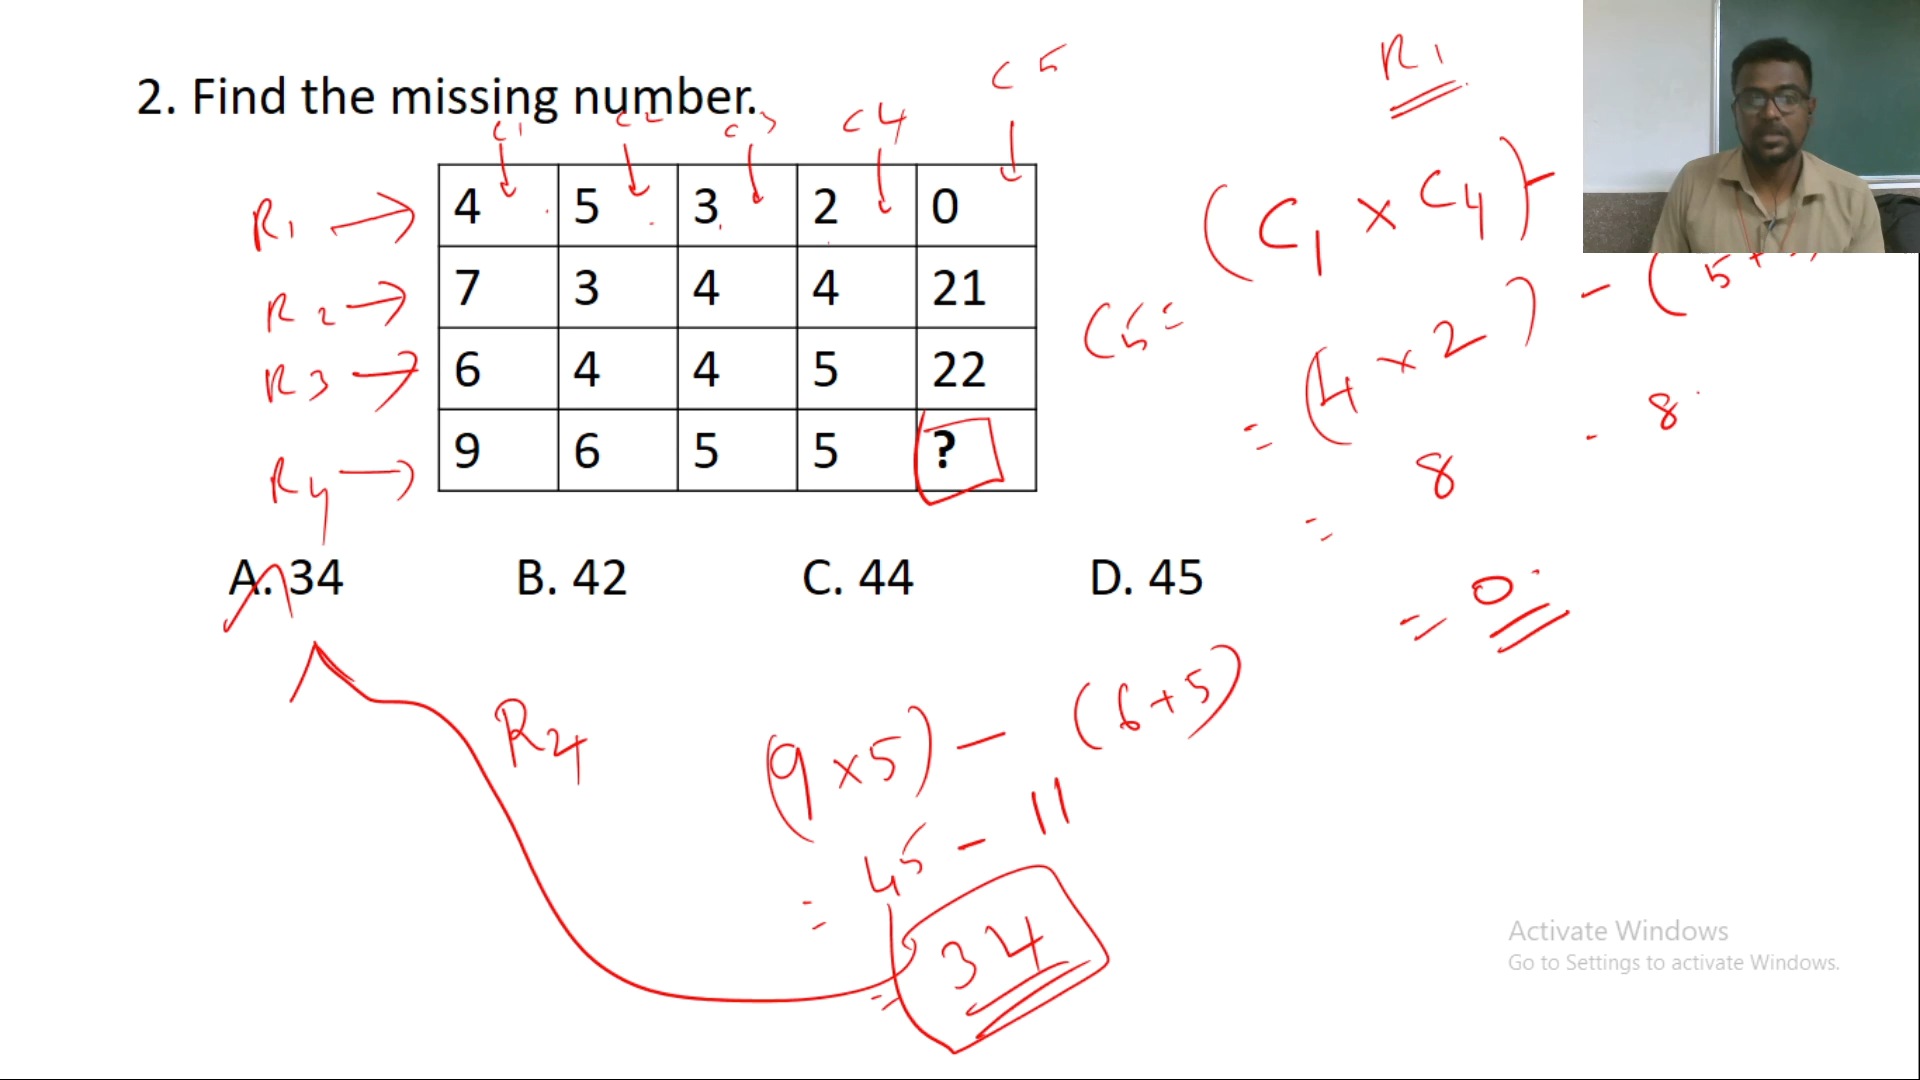 2. Find the missing number.
C1 C2 C3 C4 C5
R1 4 5 3 2 0
R2 7 3 4 4 21
R3 6 4 4 5 22
R4 9 6 5 5 ?
A. 34 B. 42 C. 44 D. 45
R1
C5 = (C1 × C4) -
= (4 × 2) - (5 +
= 8 - 8
= 0
R4
(9 × 5) - (6 + 5)
= 45 - 11
= 34
Activate Windows
Go to Settings to activate Windows.